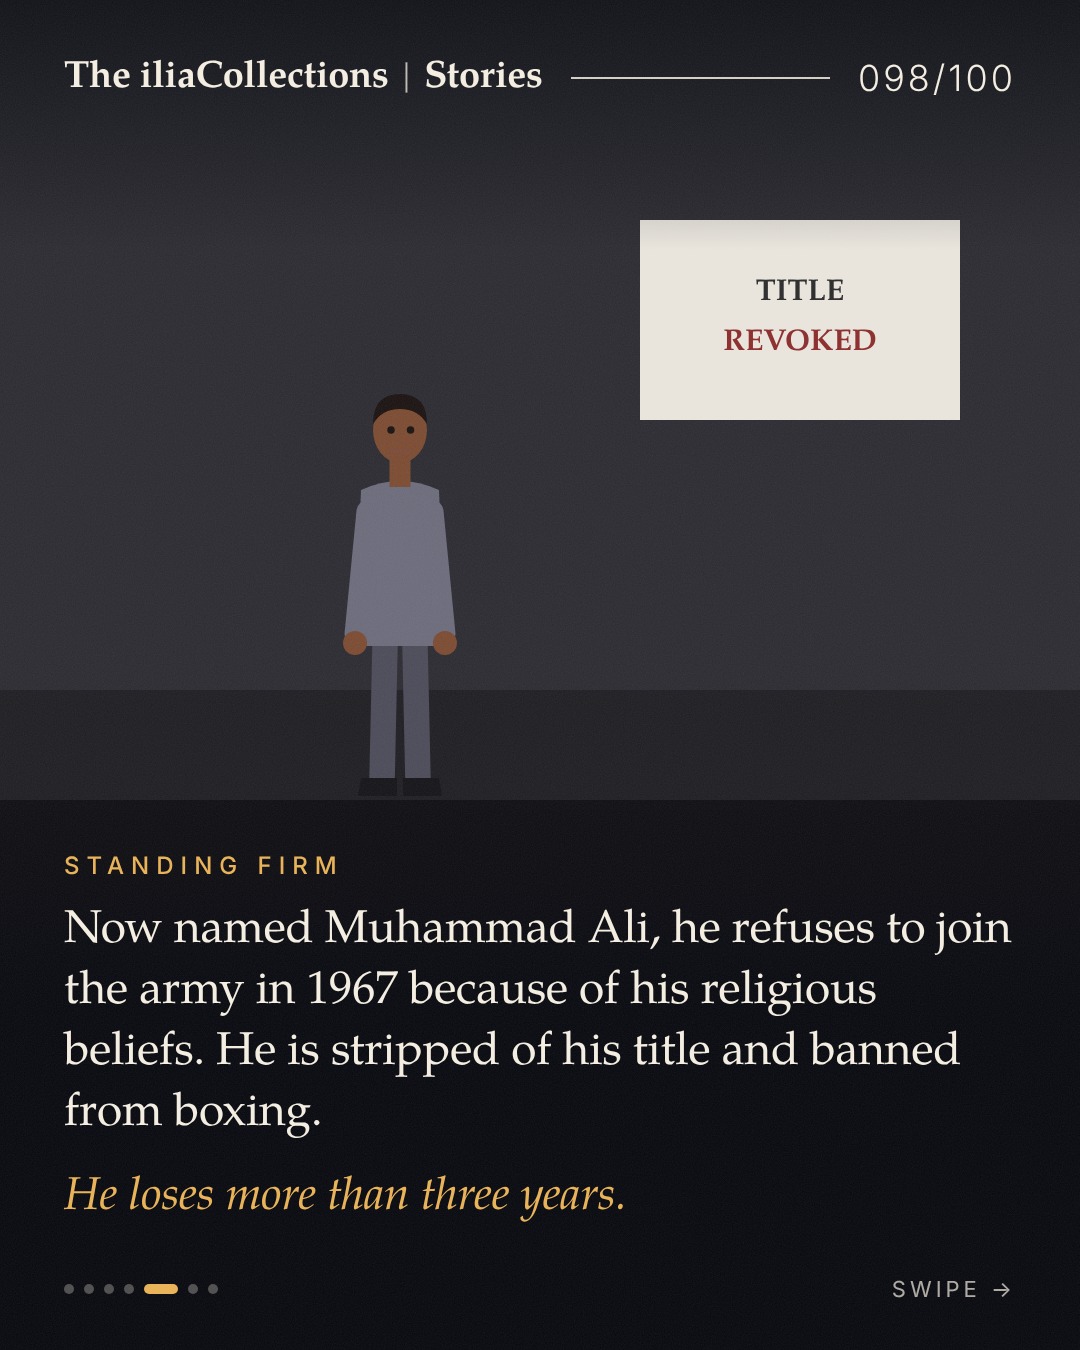 The iliaCollections | Stories 098/100
TITLE
REVOKED
STANDING FIRM
Now named Muhammad Ali, he refuses to join
the army in 1967 because of his religious
beliefs. He is stripped of his title and banned
from boxing.
He loses more than three years.
SWIPE →